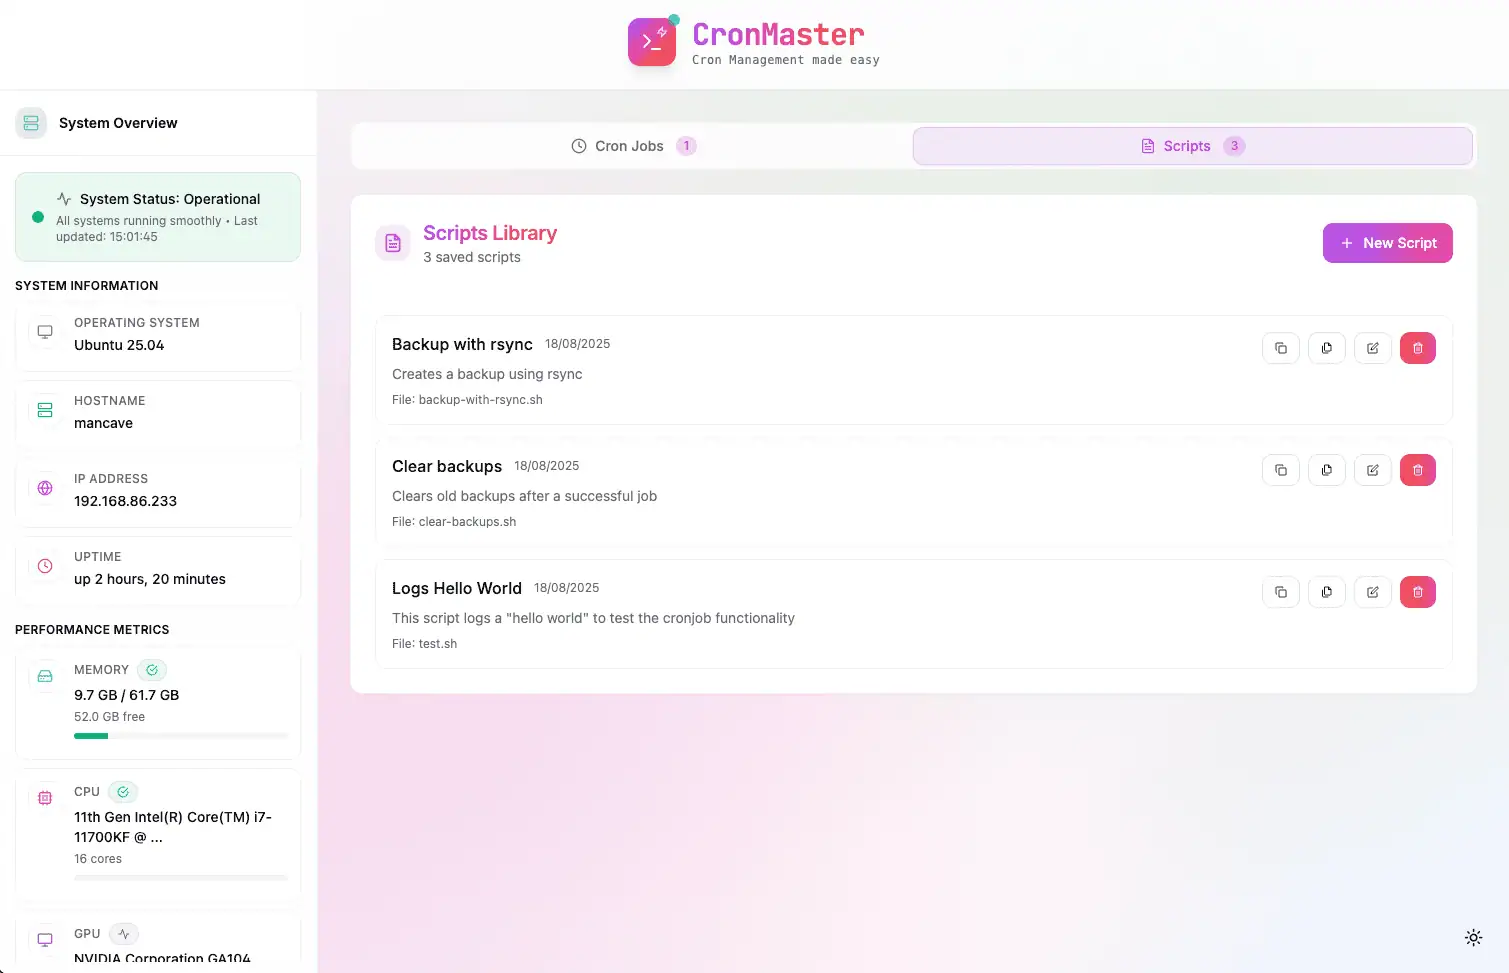 CronMaster
Cron Management made easy
System Overview
System Status: Operational
All systems running smoothly • Last
updated: 15:01:45
SYSTEM INFORMATION
OPERATING SYSTEM
Ubuntu 25.04
HOSTNAME
mancave
IP ADDRESS
192.168.86.233
UPTIME
up 2 hours, 20 minutes
PERFORMANCE METRICS
MEMORY
9.7 GB / 61.7 GB
52.0 GB free
CPU
11th Gen Intel(R) Core(TM) i7-
11700KF @ ...
16 cores
GPU
NVIDIA Corporation GA104
Cron Jobs 1
Scripts 3
Scripts Library
3 saved scripts
+ New Script
Backup with rsync 18/08/2025
Creates a backup using rsync
File: backup-with-rsync.sh
Clear backups 18/08/2025
Clears old backups after a successful job
File: clear-backups.sh
Logs Hello World 18/08/2025
This script logs a "hello world" to test the cronjob functionality
File: test.sh